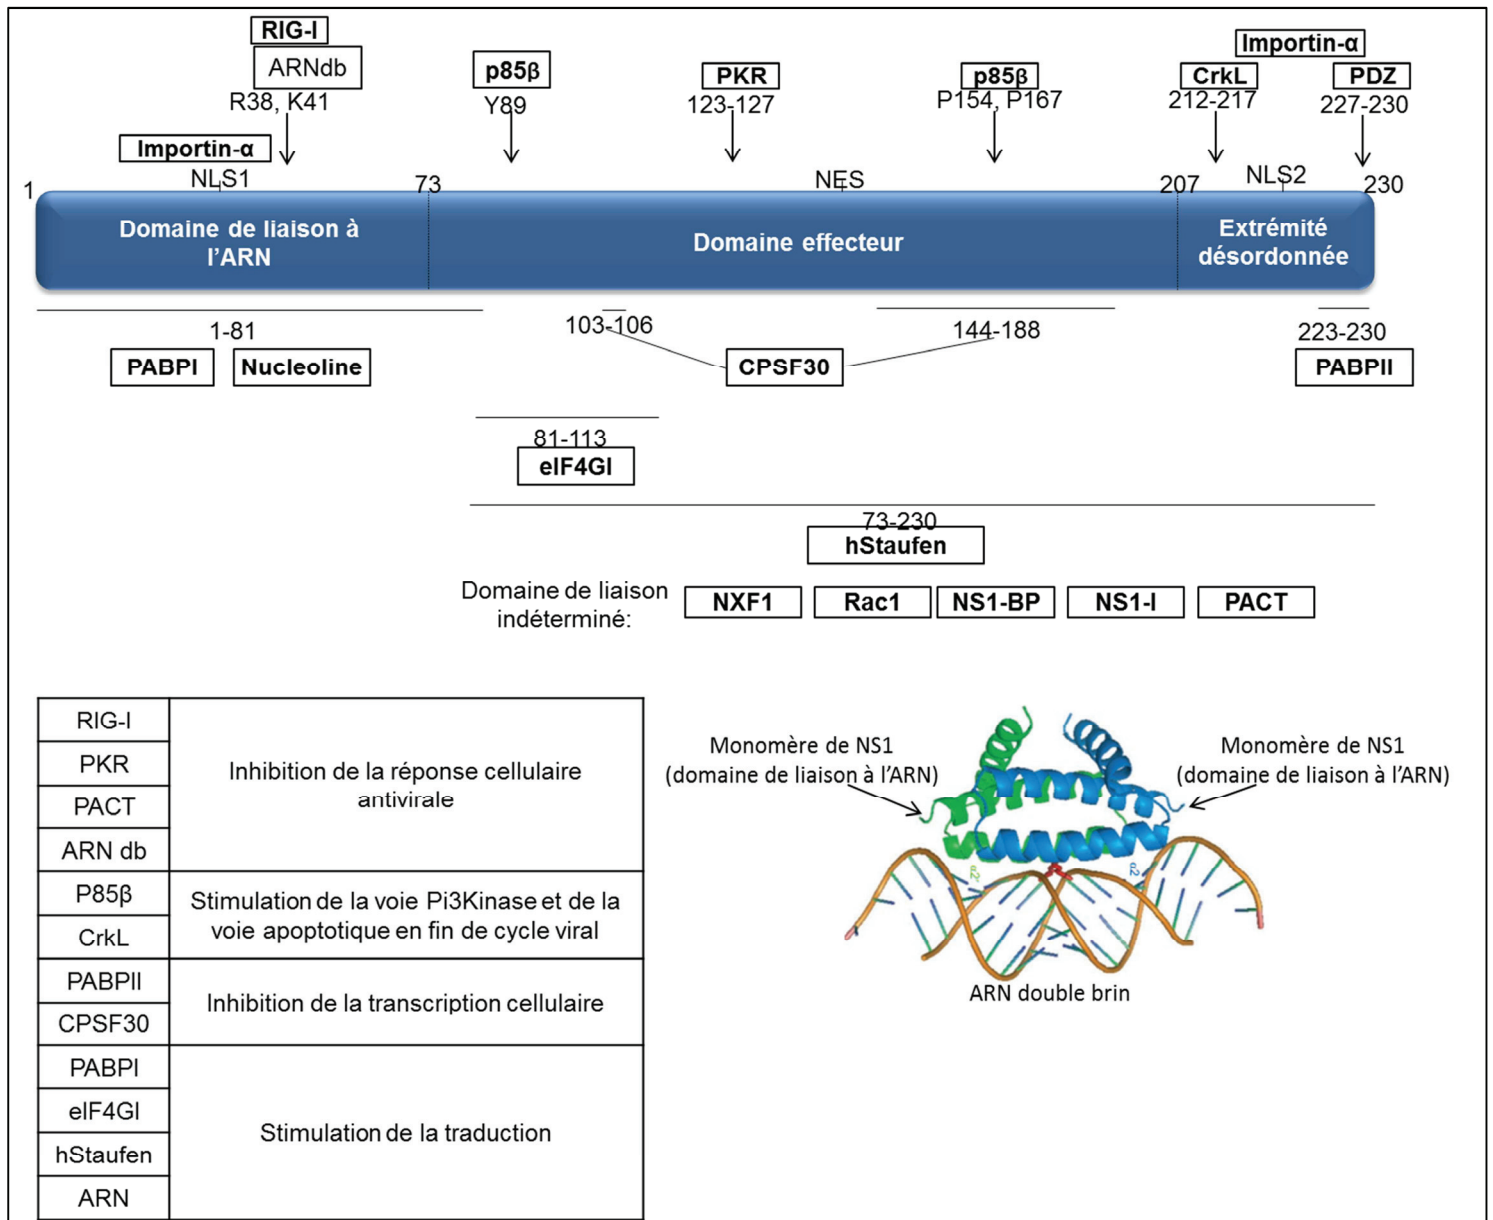 RIG-I
ARNdb
R38, K41
p85β
Y89
PKR
123-127
p85β
P154, P167
Importin-α
CrkL
212-217
PDZ
227-230
Importin-α
NLS1
NES
NLS2
1
73
207
230
Domaine de liaison à
l'ARN
Domaine effecteur
Extrémité
désordonnée
1-81
PABPI
Nucleoline
103-106
144-188
CPSF30
223-230
PABPII
81-113
eIF4GI
73-230
hStaufen
Domaine de liaison
indéterminé:
NXF1
Rac1
NS1-BP
NS1-I
PACT
RIG-I
PKR
PACT
ARN db
Inhibition de la réponse cellulaire
antivirale
P85β
CrkL
Stimulation de la voie Pi3Kinase et de la
voie apoptotique en fin de cycle viral
PABPII
CPSF30
Inhibition de la transcription cellulaire
PABPI
eIF4GI
hStaufen
ARN
Stimulation de la traduction
Monomère de NS1
(domaine de liaison à l'ARN)
Monomère de NS1
(domaine de liaison à l'ARN)
α2'
α2
ARN double brin